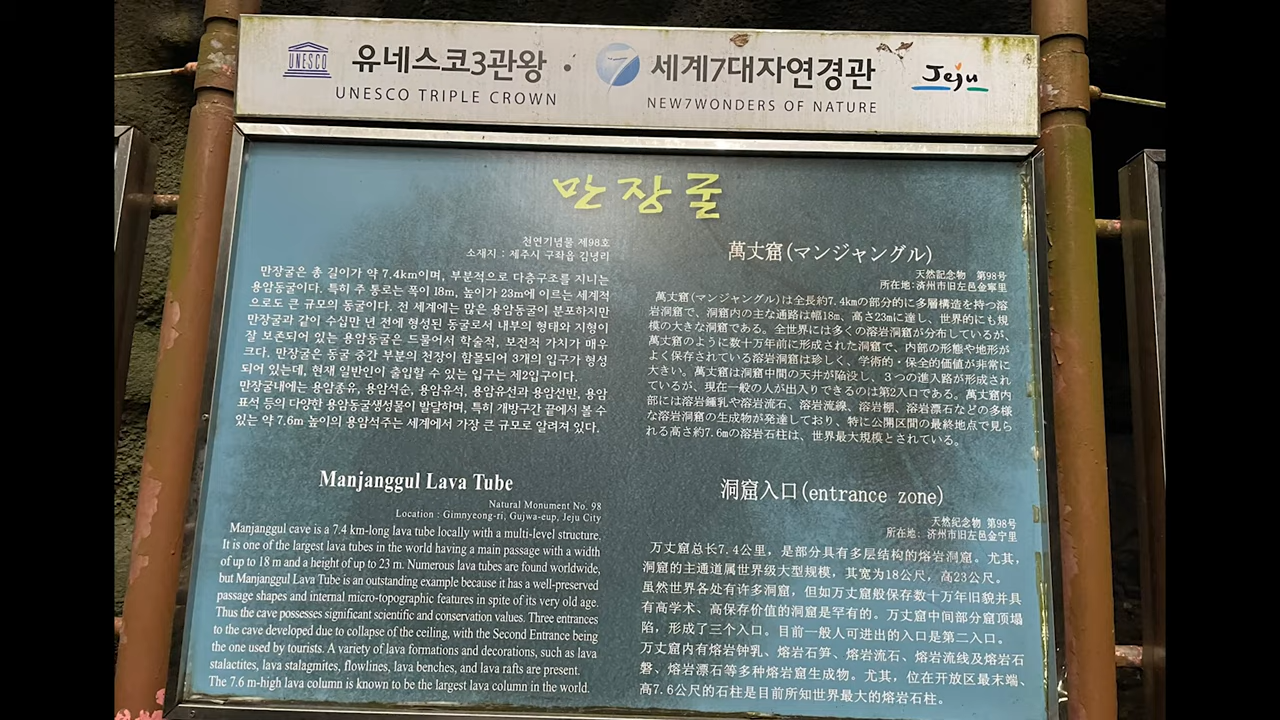 UNESCO
유네스코3관왕 · 7 세계7대자연경관
Jeju
UNESCO TRIPLE CROWN
NEW7WONDERS OF NATURE
만장굴
천연기념물 제98호
소재지 : 제주시 구좌읍 김녕리
만장굴은 총 길이가 약 7.4km이며, 부분적으로 다층구조를 지니는
용암동굴이다. 특히 주 통로는 폭이 18m, 높이가 23m에 이르는 세계적
으로도 큰 규모의 동굴이다. 전 세계에는 많은 용암동굴이 분포하지만
만장굴과 같이 수십만 년 전에 형성된 동굴로서 내부의 형태와 지형이
잘 보존되어 있는 용암동굴은 드물어서 학술적, 보전적 가치가 매우
크다. 만장굴은 동굴 중간 부분의 천장이 함몰되어 3개의 입구가 형성
되어 있는데, 현재 일반인이 출입할 수 있는 입구는 제2입구이다.
만장굴내에는 용암종유, 용암석순, 용암유석, 용암유선과 용암선반, 용암
표석 등의 다양한 용암동굴생성물이 발달하며, 특히 개방구간 끝에서 볼 수
있는 약 7.6m 높이의 용암석주는 세계에서 가장 큰 규모로 알려져 있다.
萬丈窟(マンジャングル)
天然記念物 第98号
所在地:済州市旧左邑金寧里
萬丈窟(マンジャングル)は全長約7.4kmの部分的に多層構造を持つ溶
岩洞窟で、洞窟内の主な通路は幅18m、高さ23mに達し、世界的にも規
模の大きな洞窟である。全世界には多くの溶岩洞窟が分布しているが、
萬丈窟のように数十万年前に形成された洞窟で、内部の形態や地形が
よく保存されている溶岩洞窟は珍しく、学術的・保全的価値が非常に
大きい。萬丈窟は洞窟中間の天井が陥没し、3つの進入路が形成され
ているが、現在一般の人が出入りできるのは第2入口である。萬丈窟内
部には溶岩鍾乳や溶岩流石、溶岩流線、溶岩棚、溶岩漂石などの多様
な溶岩洞窟の生成物が発達しており、特に公開区間の最終地点で見ら
れる高さ約7.6mの溶岩石柱は、世界最大規模とされている。
Manjanggul Lava Tube
Natural Monument No. 98
Location : Gimnyeong-ri, Gujwa-eup, Jeju City
Manjanggul cave is a 7.4 km-long lava tube locally with a multi-level structure.
It is one of the largest lava tubes in the world having a main passage with a width
of up to 18 m and a height of up to 23 m. Numerous lava tubes are found worldwide,
but Manjanggul Lava Tube is an outstanding example because it has a well-preserved
passage shapes and internal micro-topographic features in spite of its very old age.
Thus the cave possesses significant scientific and conservation values. Three entrances
to the cave developed due to collapse of the ceiling, with the Second Entrance being
the one used by tourists. A variety of lava formations and decorations, such as lava
stalactites, lava stalagmites, flowlines, lava benches, and lava rafts are present.
The 7.6 m-high lava column is known to be the largest lava column in the world.
洞窟入口(entrance zone)
天然纪念物 第98号
所在地: 济州市旧左邑金宁里
万丈窟总长7.4公里，是部分具有多层结构的熔岩洞窟。尤其，
洞窟的主通道属世界级大型规模，其宽为18公尺，高23公尺。
虽然世界各处有许多洞窟，但如万丈窟般保存数十万年旧貌并具
有高学术、高保存价值的洞窟是罕有的。万丈窟中间部分窟顶塌
陷，形成了三个入口。目前一般人可进出的入口是第二入口。
万丈窟内有熔岩钟乳、熔岩石笋、熔岩流石、熔岩流线及熔岩石
磐、熔岩漂石等多种熔岩窟生成物。尤其，位在开放区最末端、
高7.6公尺的石柱是目前所知世界最大的熔岩石柱。